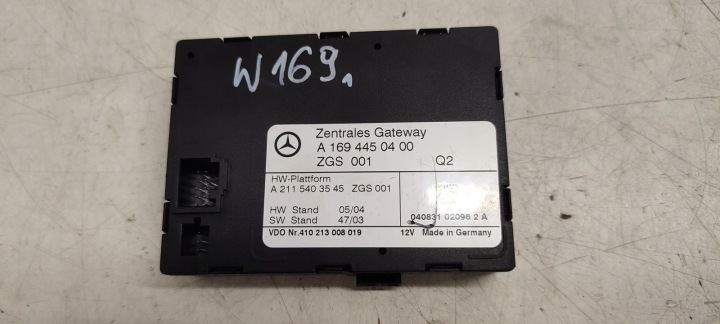 W169,
Zentrales Gateway
A 169 445 04 00
ZGS 001 Q2
HW-Plattform
A 211 540 35 45 ZGS 001
HW Stand 05/04
SW Stand 47/03
040831 02096 2 A
VDO Nr. 410 213 008 019 12V Made in Germany